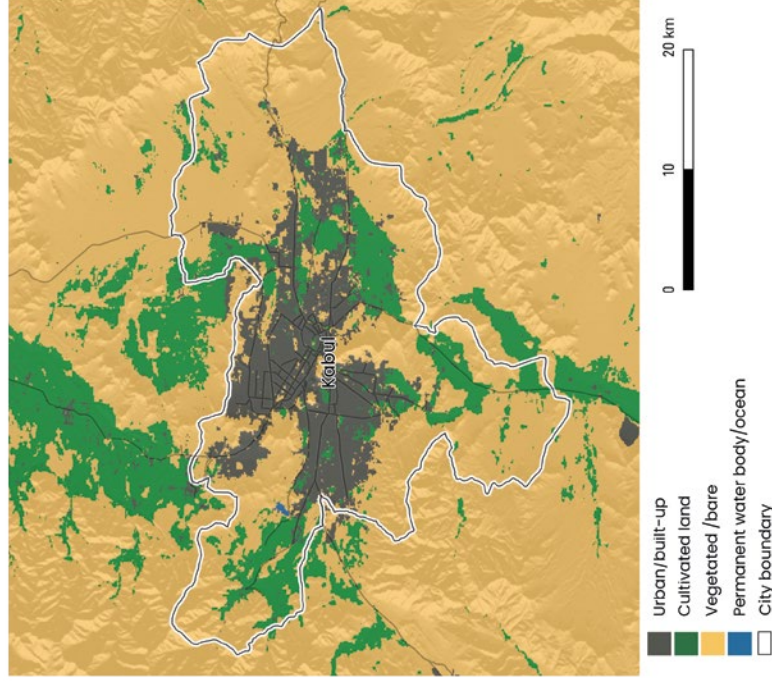 Kabul
Urban/built-up
Cultivated land
Vegetated /bare
Permanent water body/ocean
City boundary
0 10 20 km